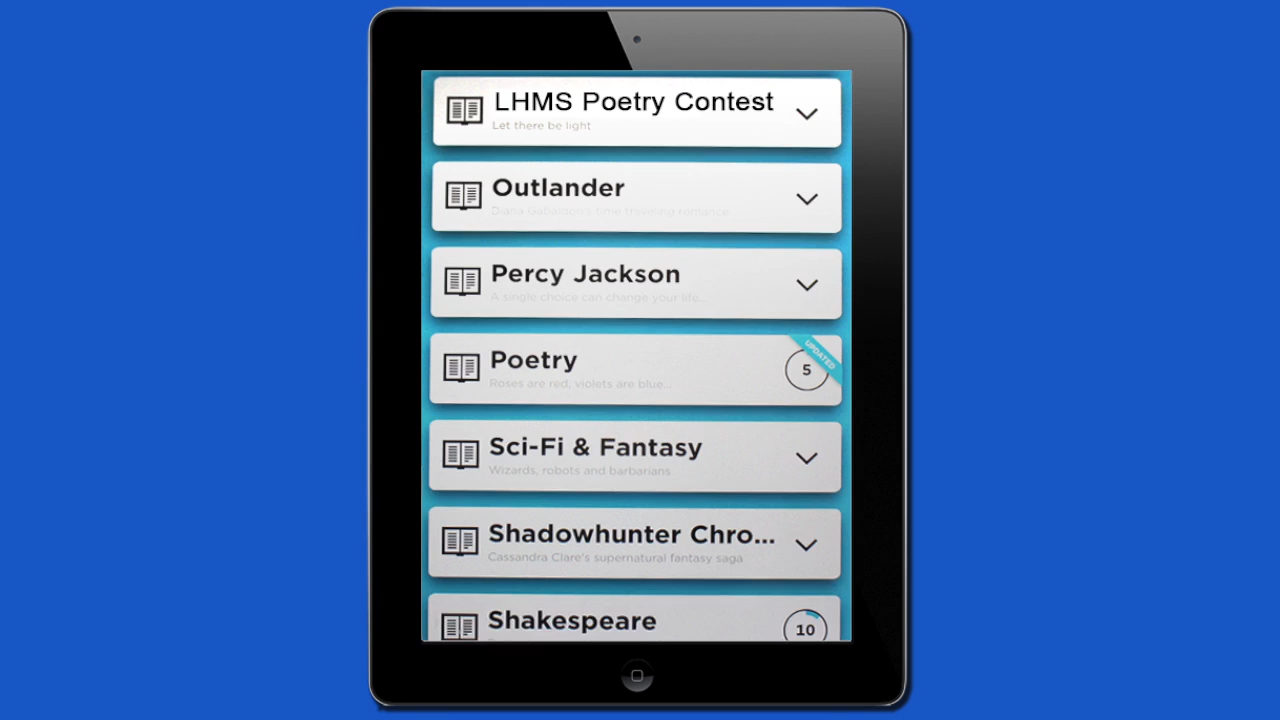 LHMS Poetry Contest
Let there be light
Outlander
Diana Gabaldon's time traveling romance
Percy Jackson
A single choice can change your life...
UPDATED
Poetry
5
Roses are red, violets are blue...
Sci-Fi & Fantasy
Wizards, robots and barbarians
Shadowhunter Chro...
Cassandra Clare's supernatural fantasy saga
Shakespeare
10